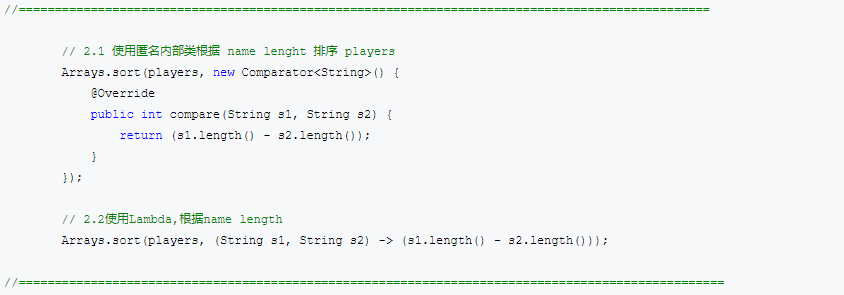 //================================================================================================
// 2.1 使用匿名内部类根据 name lenght 排序 players
Arrays.sort(players, new Comparator<String>() {
@Override
public int compare(String s1, String s2) {
return (s1.length() - s2.length());
}
});
// 2.2使用Lambda,根据name length
Arrays.sort(players, (String s1, String s2) -> (s1.length() - s2.length()));
//==================================================================================================